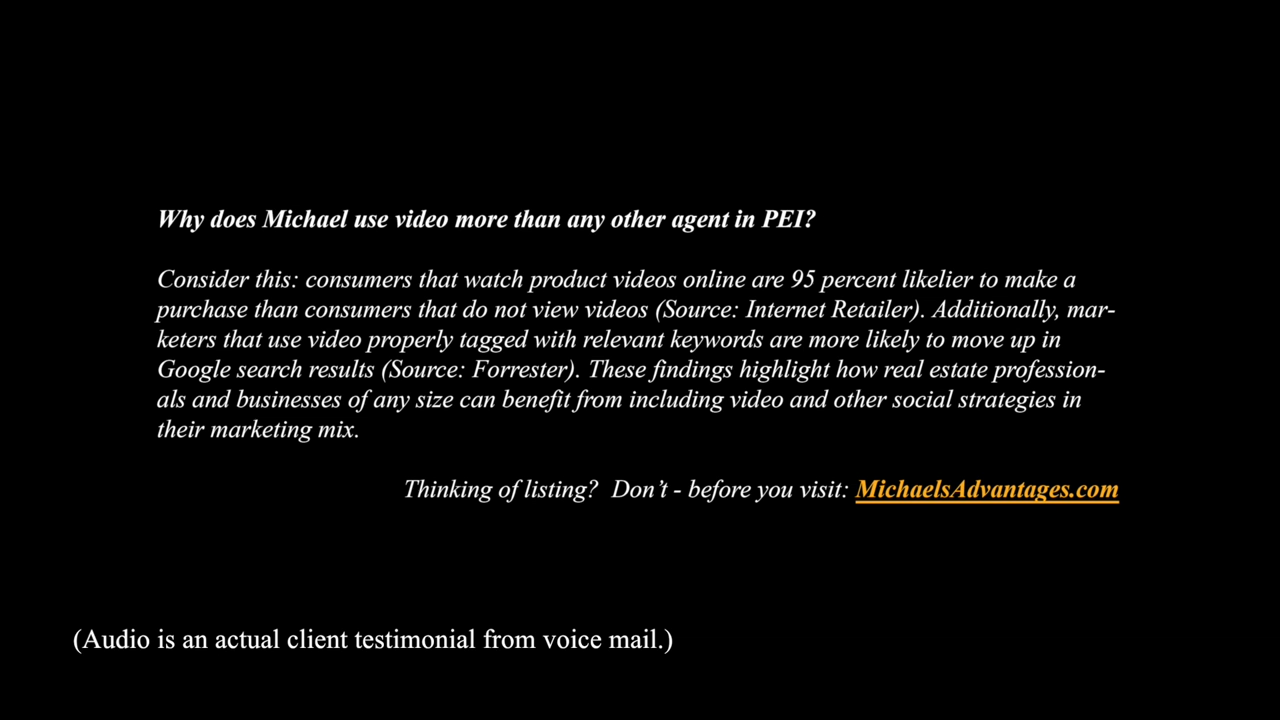 Why does Michael use video more than any other agent in PEI?
Consider this: consumers that watch product videos online are 95 percent likelier to make a
purchase than consumers that do not view videos (Source: Internet Retailer). Additionally, mar-
keters that use video properly tagged with relevant keywords are more likely to move up in
Google search results (Source: Forrester). These findings highlight how real estate profession-
als and businesses of any size can benefit from including video and other social strategies in
their marketing mix.
Thinking of listing?  Don’t - before you visit: MichaelsAdvantages.com
(Audio is an actual client testimonial from voice mail.)